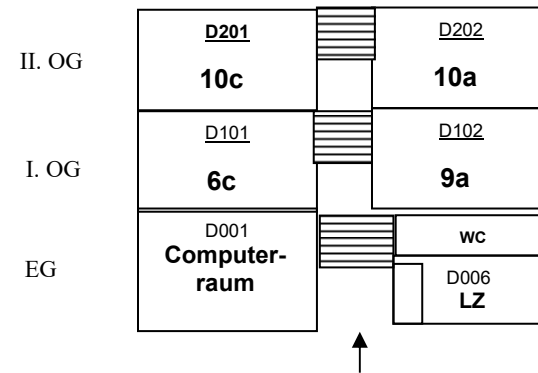 II. OG
D201
10c
D202
10a
I. OG
D101
6c
D102
9a
EG
D001
Computer-
raum
WC
D006
LZ